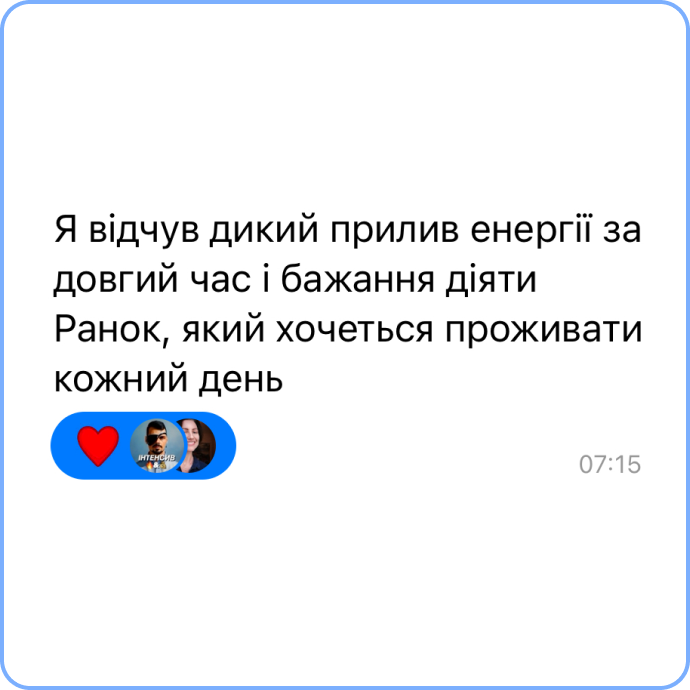 Я відчув дикий прилив енергії за
довгий час і бажання діяти
Ранок, який хочеться проживати
кожний день
ІНТЕНСИВ
07:15